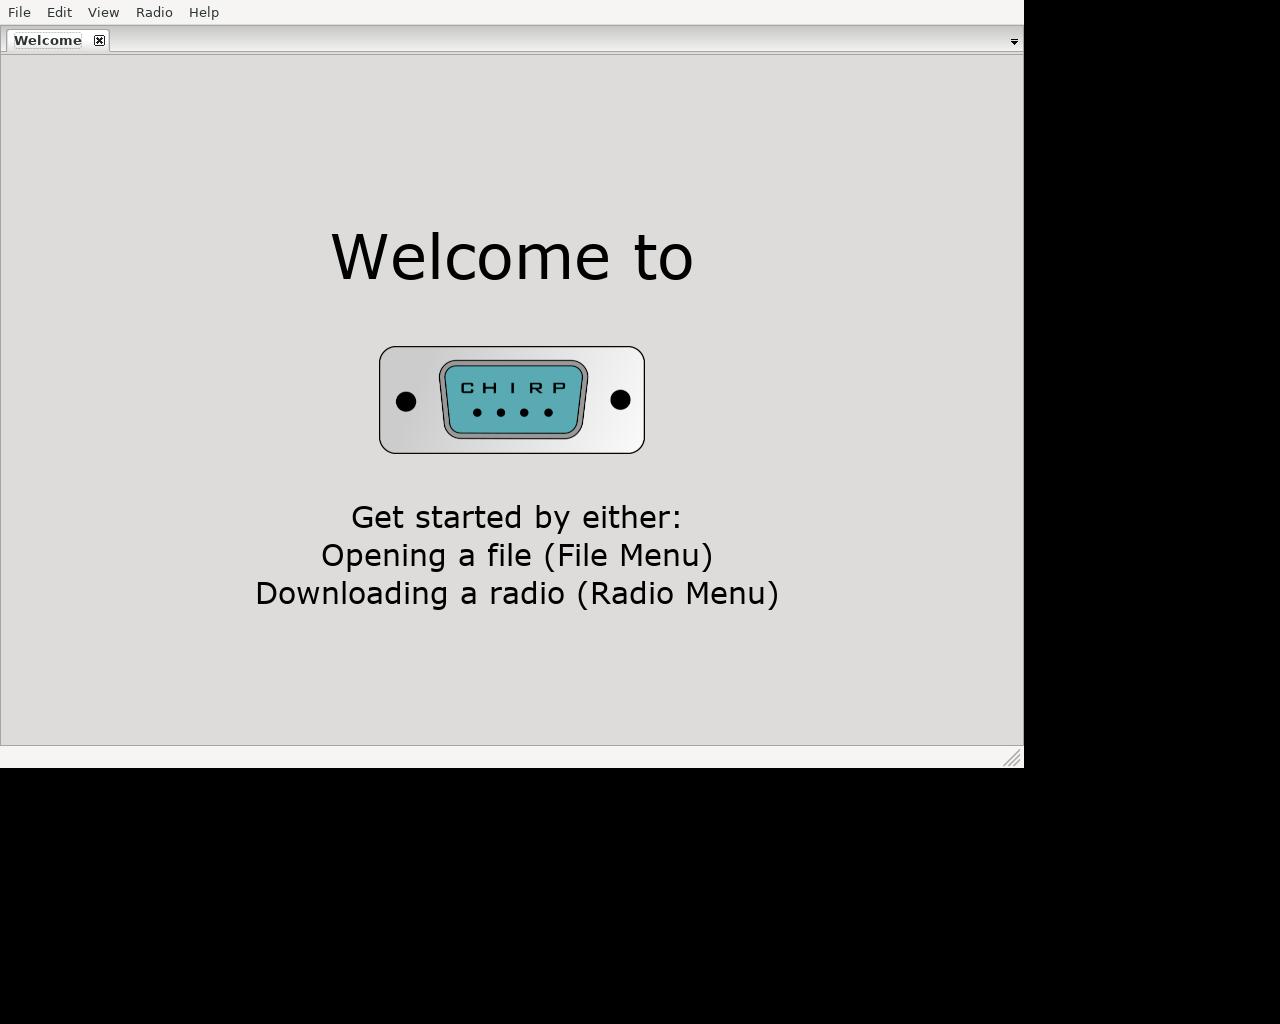 File Edit View Radio Help
Welcome
Welcome to
CHIRP
Get started by either:
Opening a file (File Menu)
Downloading a radio (Radio Menu)